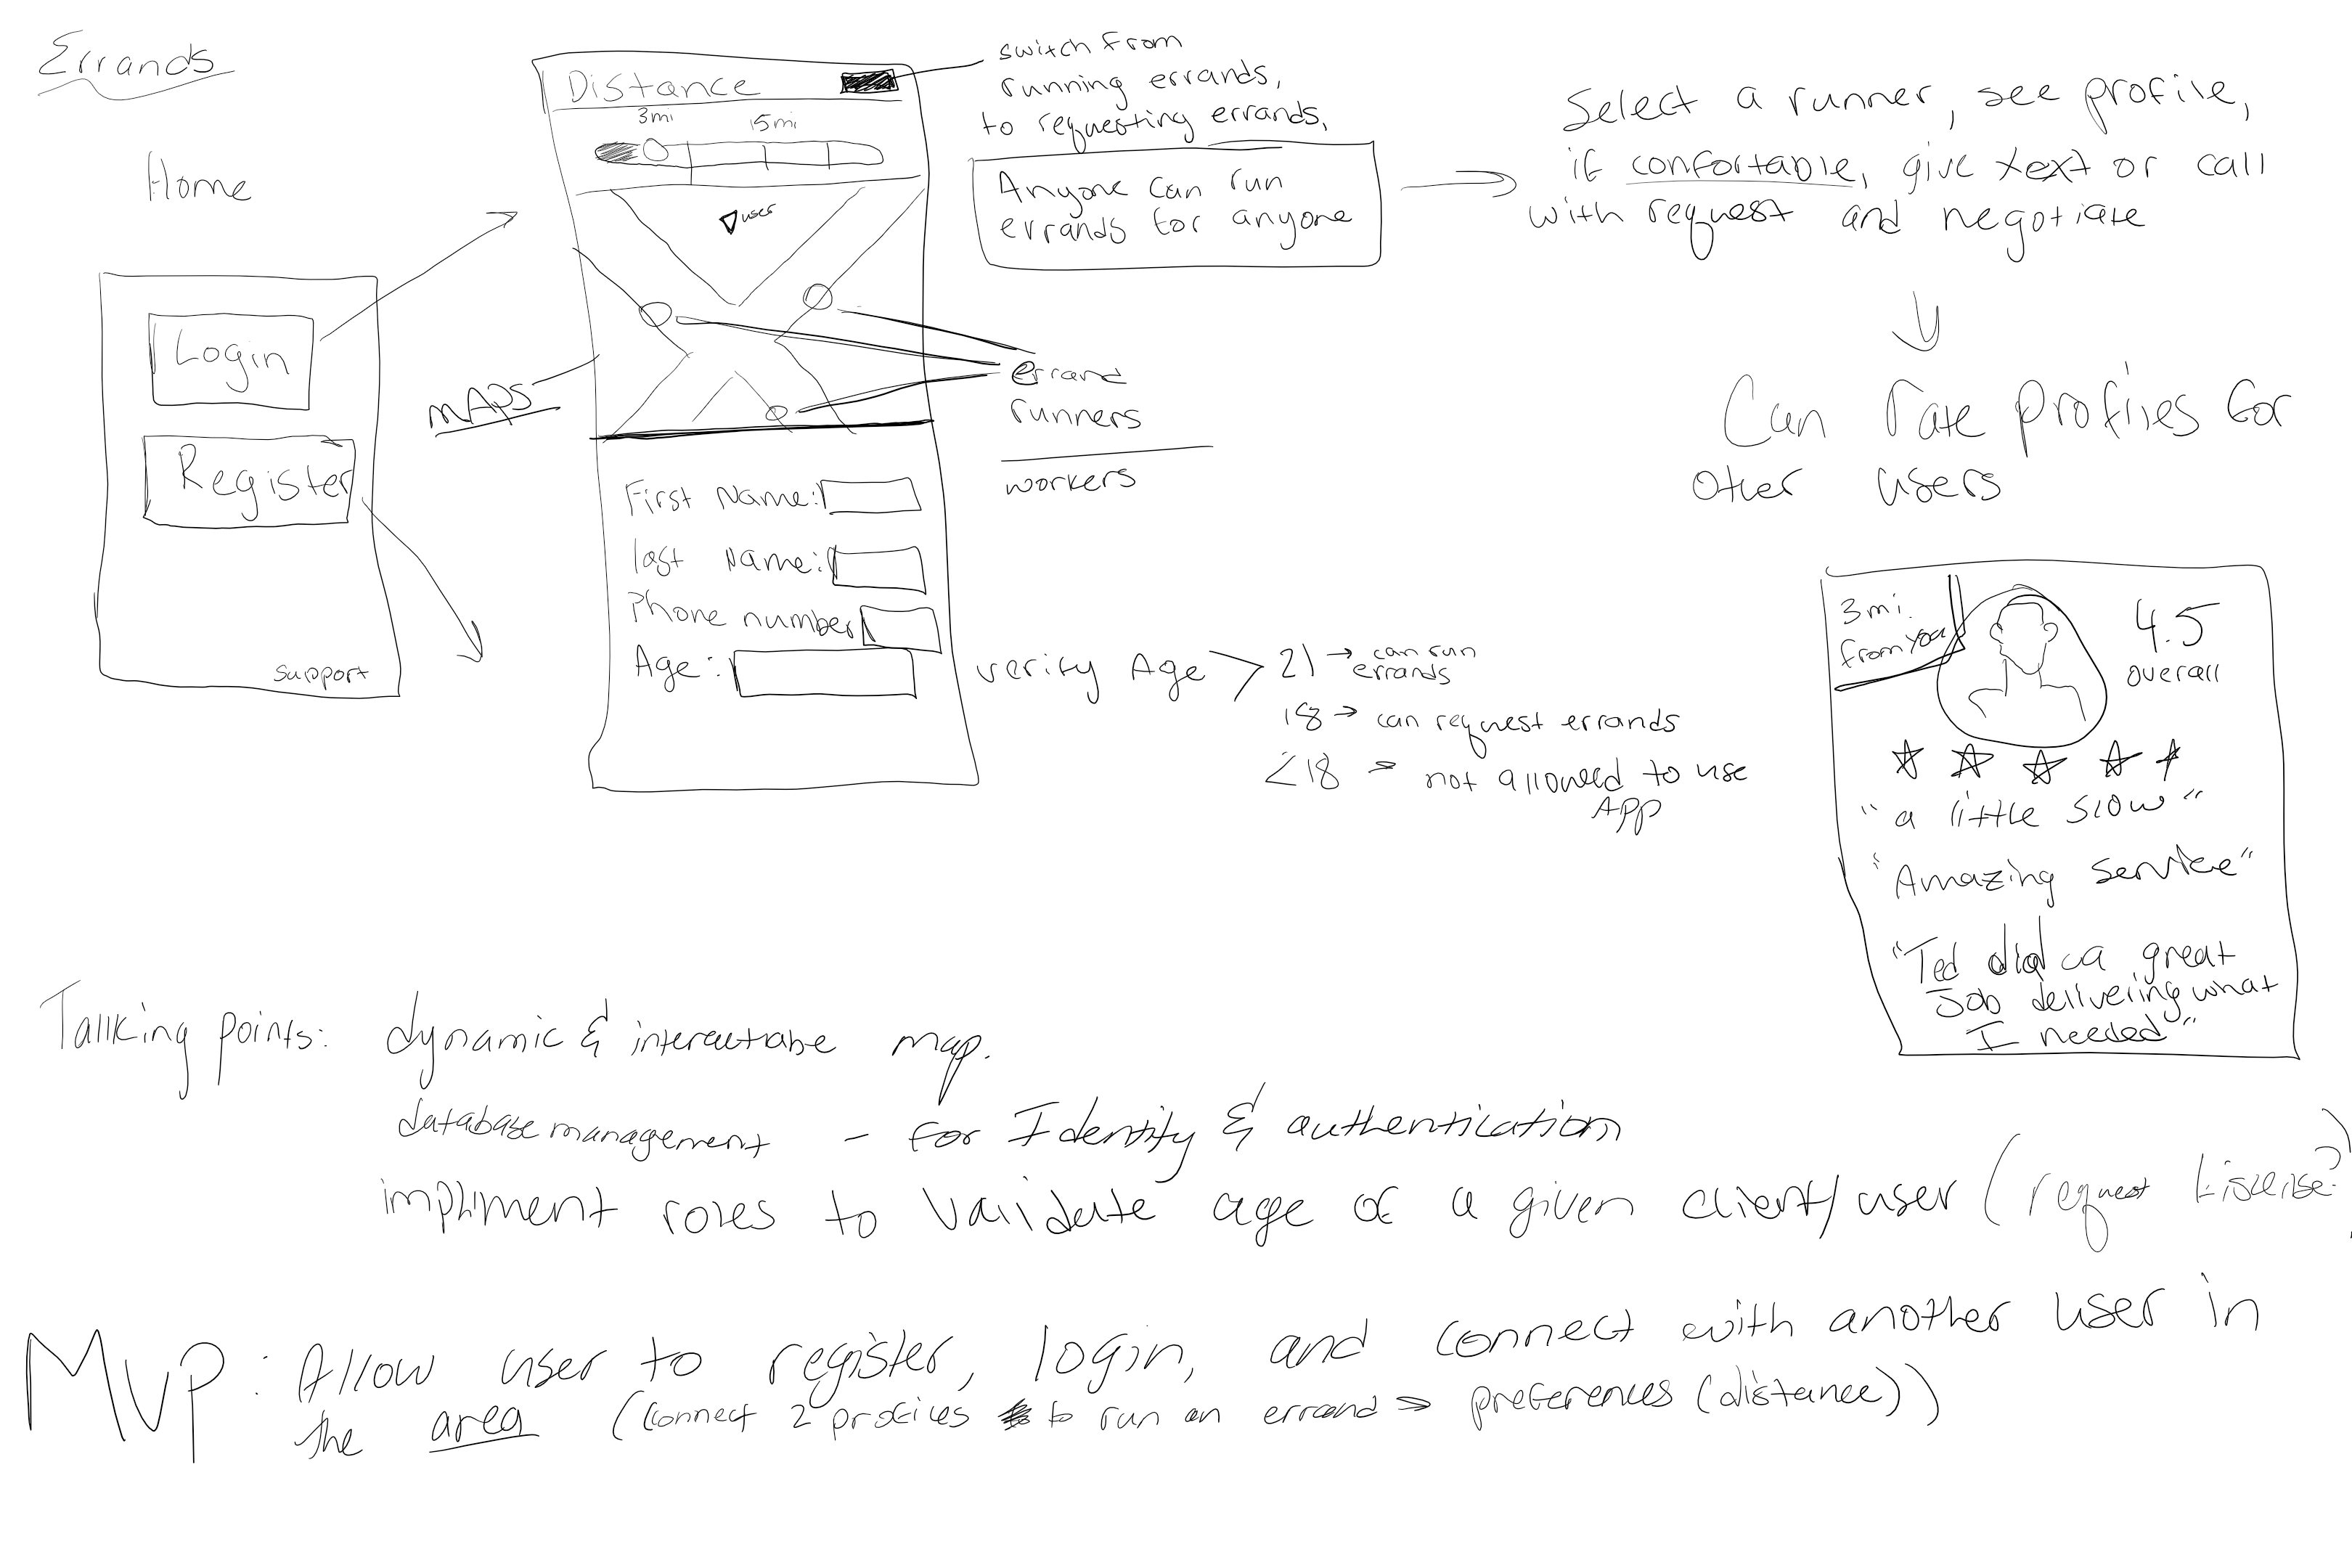 Errands
Home
Login
Register
support
Distance
3mi 15mi
user
MAPS
switch from
running errands,
to requesting errands,
Anyone can run
errands for anyone
errand
runners
workers
First Name:
last Name:
Phone number
Age:
verify Age > 21 → can run
errands
18 → can request errands
<18 → not allowed to use
App
Select a runner, see profile,
if confortable, give text or call
with request and negotiate
Can rate profiles for
other users
3mi.
from you
4.5
overall
"a little slow"
"Amazing service"
"Ted did a great
Job delivering what
I needed"
Tallking points: dynamic & interactabe map.
database management - for Identity & authentication
impliment roles to validate age of a given client/user (request Liscense?)
MVP: Allow user to register, login, and connect with another user in
the area (connect 2 profiles to run an errand → preferences (distance))